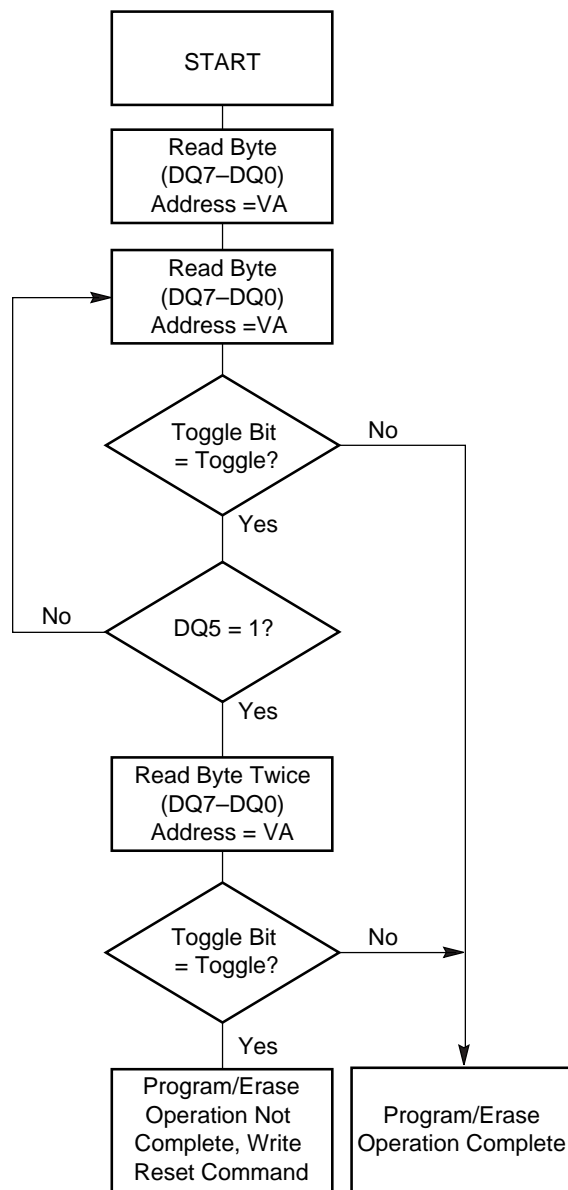 START
Read Byte
(DQ7–DQ0)
Address =VA
Read Byte
(DQ7–DQ0)
Address =VA
Toggle Bit
= Toggle?
No
Yes
No
DQ5 = 1?
Yes
Read Byte Twice
(DQ7–DQ0)
Address = VA
Toggle Bit
= Toggle?
No
Yes
Program/Erase
Operation Not
Complete, Write
Reset Command
Program/Erase
Operation Complete